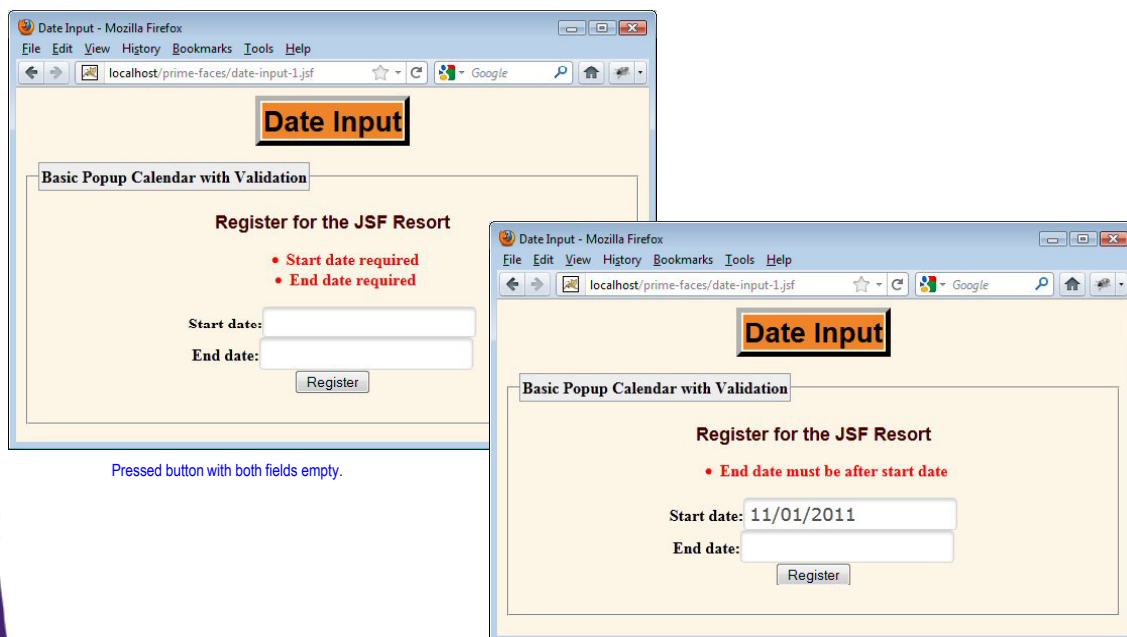 Date Input - Mozilla Firefox
File Edit View History Bookmarks Tools Help
localhost/prime-faces/date-input-1.jsf
Google
Date Input
Basic Popup Calendar with Validation
Register for the JSF Resort
• Start date required
• End date required
Start date:
End date:
Register
Pressed button with both fields empty.
Date Input - Mozilla Firefox
File Edit View History Bookmarks Tools Help
localhost/prime-faces/date-input-1.jsf
Google
Date Input
Basic Popup Calendar with Validation
Register for the JSF Resort
• End date must be after start date
Start date: 11/01/2011
End date:
Register